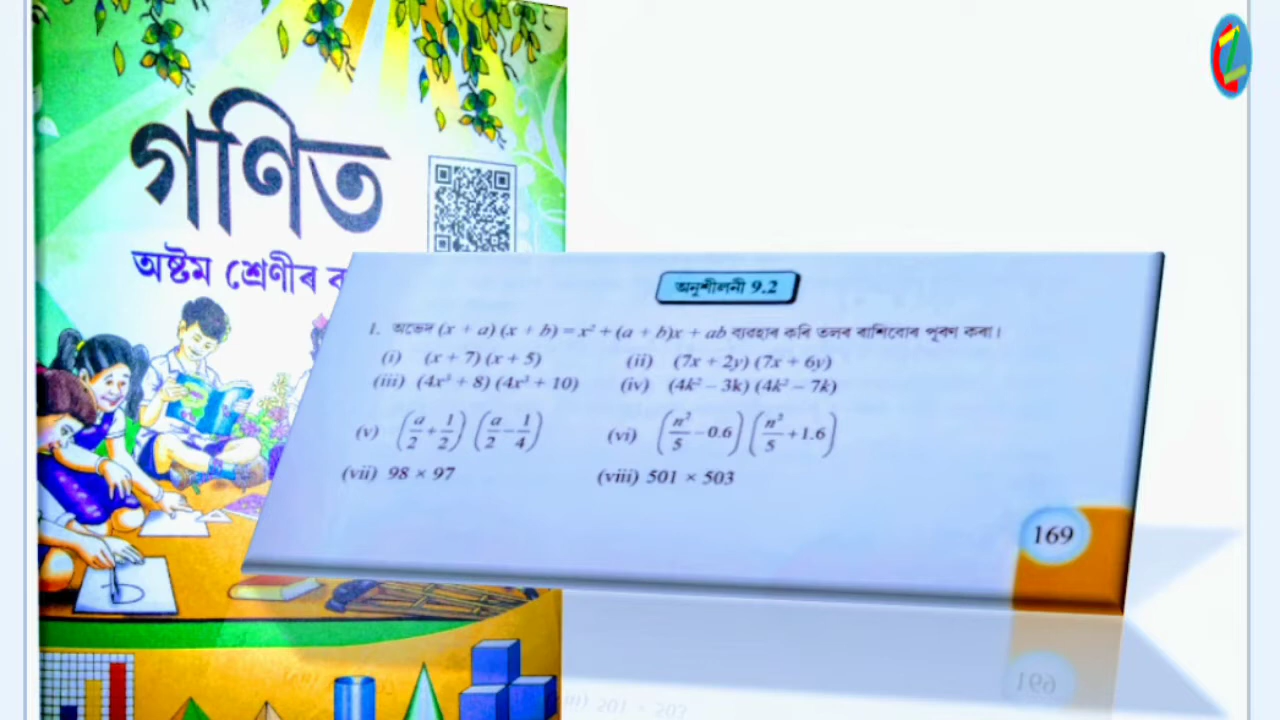 গণিত
অষ্টম শ্ৰেণীৰ
অনুশীলনী 9.2
1. অভেদ (x + a) (x + b) = x² + (a + b)x + ab ব্যৱহাৰ কৰি তলৰ ৰাশিবোৰ পূৰণ কৰা।
(i) (x + 7) (x + 5) (ii) (7x + 2y) (7x + 6y)
(iii) (4x³ + 8) (4x³ + 10) (iv) (4k² – 3k) (4k² – 7k)
(v) (a/2 + 1/2) (a/2 – 1/4) (vi) (n²/5 – 0.6) (n²/5 + 1.6)
(vii) 98 × 97 (viii) 501 × 503
169